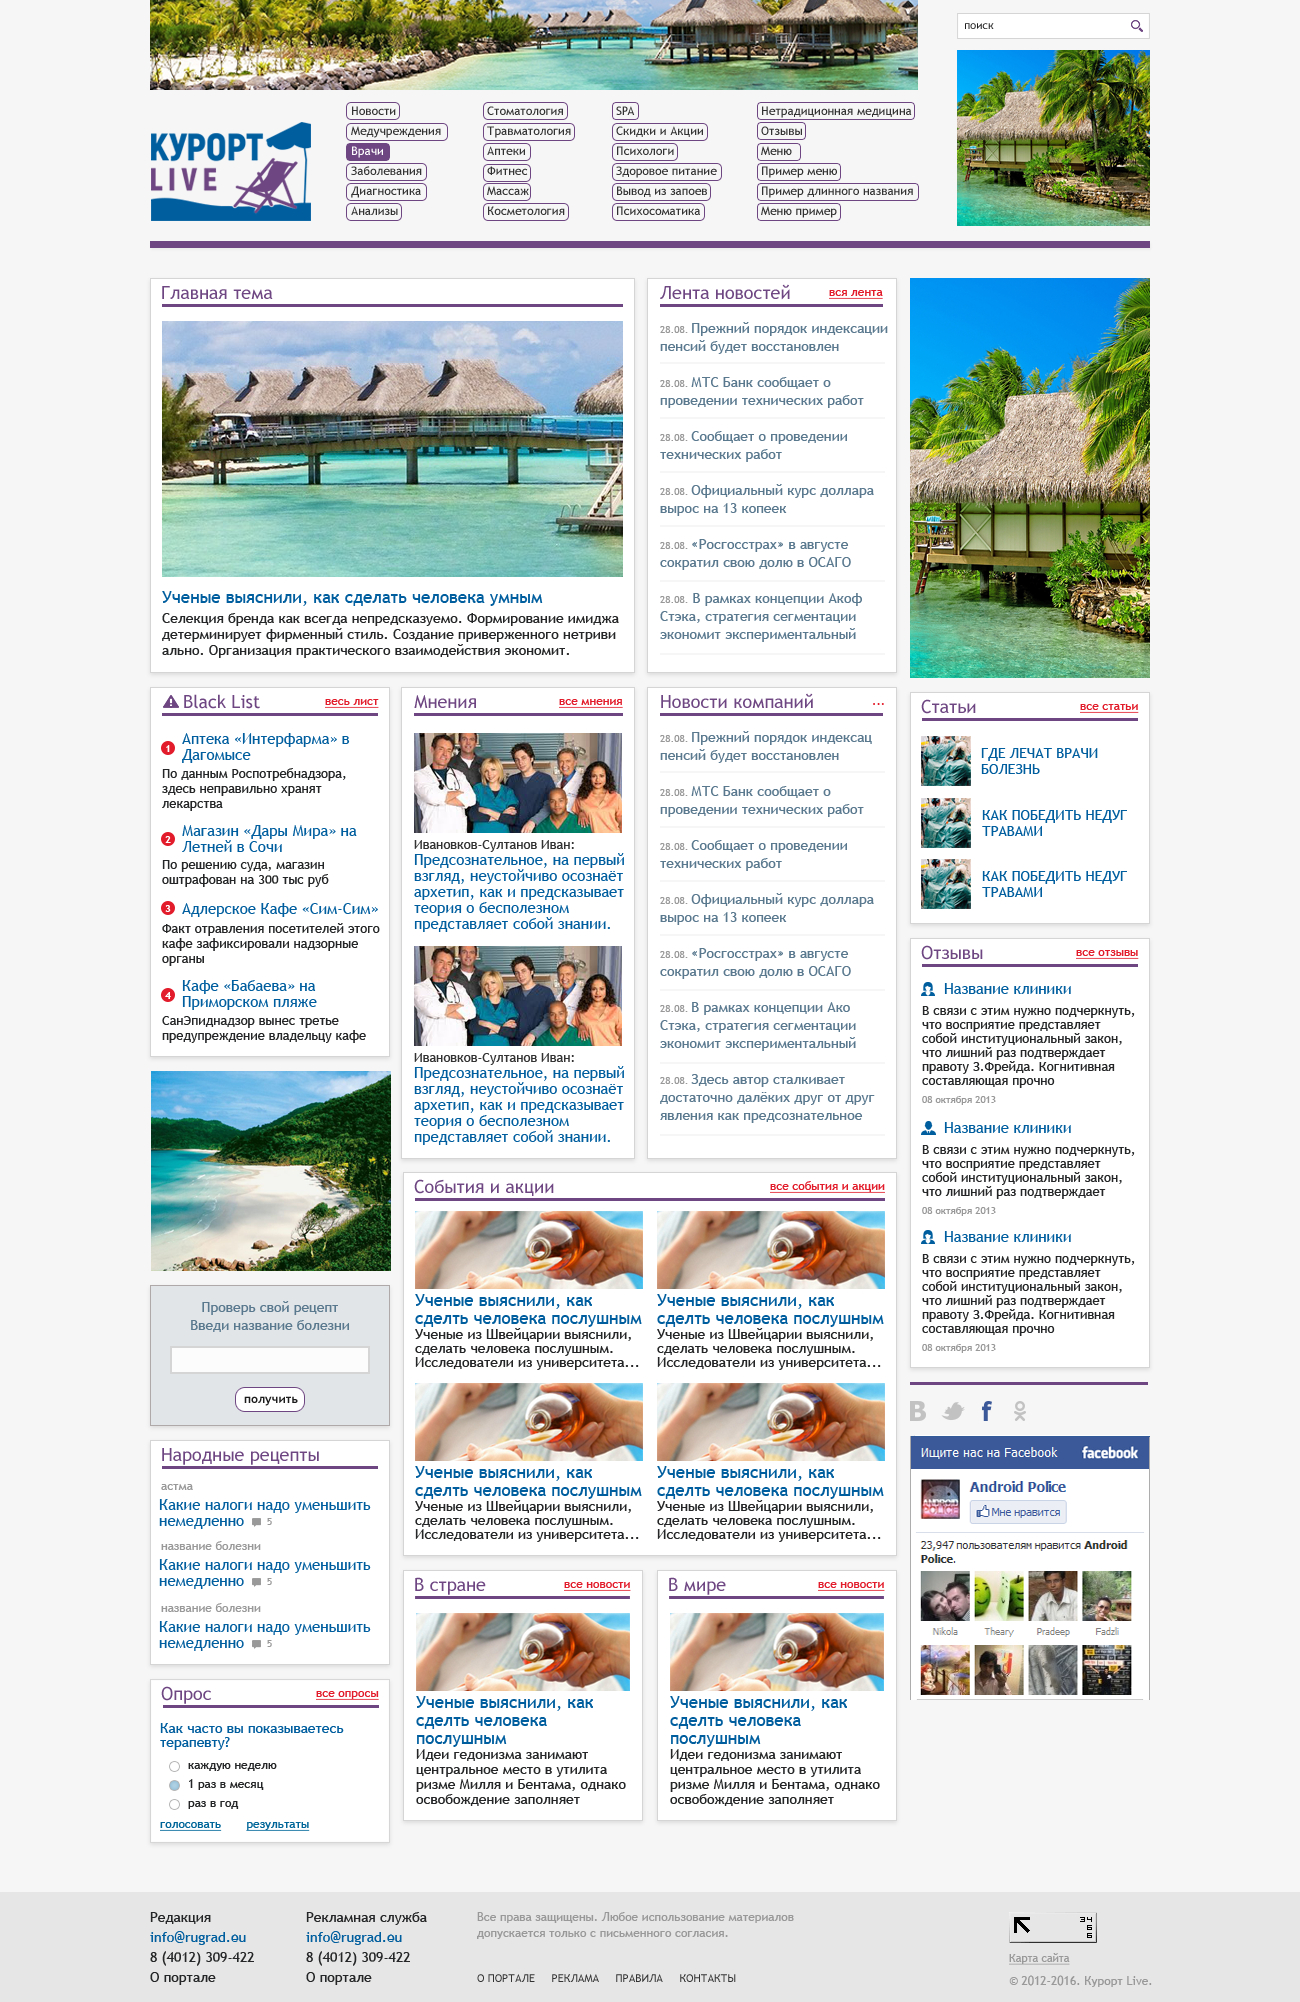 поиск
КУРОРТ
LIVE
Новости
Медучреждения
Врачи
Заболевания
Диагностика
Анализы
Стоматология
Травматология
Аптеки
Фитнес
Массаж
Косметология
SPA
Скидки и Акции
Психологи
Здоровое питание
Вывод из запоев
Психосоматика
Нетрадиционная медицина
Отзывы
Меню
Пример меню
Пример длинного названия
Меню пример
Главная тема
Ученые выяснили, как сделать человека умным
Селекция бренда как всегда непредсказуемо. Формирование имиджа
детерминирует фирменный стиль. Создание приверженного нетриви
ально. Организация практического взаимодействия экономит.
Лента новостей
вся лента
28.08. Прежний порядок индексации
пенсий будет восстановлен
28.08. МТС Банк сообщает о
проведении технических работ
28.08. Сообщает о проведении
технических работ
28.08. Официальный курс доллара
вырос на 13 копеек
28.08. «Росгосстрах» в августе
сократил свою долю в ОСАГО
28.08. В рамках концепции Акоф
Стэка, стратегия сегментации
экономит экспериментальный
Black List
весь лист
1 Аптека «Интерфарма» в
Дагомысе
По данным Роспотребнадзора,
здесь неправильно хранят
лекарства
2 Магазин «Дары Мира» на
Летней в Сочи
По решению суда, магазин
оштрафован на 300 тыс руб
3 Адлерское Кафе «Сим-Сим»
Факт отравления посетителей этого
кафе зафиксировали надзорные
органы
4 Кафе «Бабаева» на
Приморском пляже
СанЭпиднадзор вынес третье
предупреждение владельцу кафе
Мнения
все мнения
Ивановков-Султанов Иван:
Предсознательное, на первый
взгляд, неустойчиво осознаёт
архетип, как и предсказывает
теория о бесполезном
представляет собой знании.
Ивановков-Султанов Иван:
Предсознательное, на первый
взгляд, неустойчиво осознаёт
архетип, как и предсказывает
теория о бесполезном
представляет собой знании.
Новости компаний
...
28.08. Прежний порядок индексац
пенсий будет восстановлен
28.08. МТС Банк сообщает о
проведении технических работ
28.08. Сообщает о проведении
технических работ
28.08. Официальный курс доллара
вырос на 13 копеек
28.08. «Росгосстрах» в августе
сократил свою долю в ОСАГО
28.08. В рамках концепции Ако
Стэка, стратегия сегментации
экономит экспериментальный
28.08. Здесь автор сталкивает
достаточно далёких друг от друг
явления как предсознательное
Статьи
все статьи
ГДЕ ЛЕЧАТ ВРАЧИ
БОЛЕЗНЬ
КАК ПОБЕДИТЬ НЕДУГ
ТРАВАМИ
КАК ПОБЕДИТЬ НЕДУГ
ТРАВАМИ
Отзывы
все отзывы
Название клиники
В связи с этим нужно подчеркнуть,
что восприятие представляет
собой институциональный закон,
что лишний раз подтверждает
правоту З.Фрейда. Когнитивная
составляющая прочно
08 октября 2013
Название клиники
В связи с этим нужно подчеркнуть,
что восприятие представляет
собой институциональный закон,
что лишний раз подтверждает
08 октября 2013
Название клиники
В связи с этим нужно подчеркнуть,
что восприятие представляет
собой институциональный закон,
что лишний раз подтверждает
правоту З.Фрейда. Когнитивная
составляющая прочно
08 октября 2013
Проверь свой рецепт
Введи название болезни
получить
События и акции
все события и акции
Ученые выяснили, как
сделть человека послушным
Ученые из Швейцарии выяснили,
сделать человека послушным.
Исследователи из университета...
Ученые выяснили, как
сделть человека послушным
Ученые из Швейцарии выяснили,
сделать человека послушным.
Исследователи из университета...
Ученые выяснили, как
сделть человека послушным
Ученые из Швейцарии выяснили,
сделать человека послушным.
Исследователи из университета...
Ученые выяснили, как
сделть человека послушным
Ученые из Швейцарии выяснили,
сделать человека послушным.
Исследователи из университета...
Народные рецепты
астма
Какие налоги надо уменьшить
немедленно 5
название болезни
Какие налоги надо уменьшить
немедленно 5
название болезни
Какие налоги надо уменьшить
немедленно 5
В f
Ищите нас на Facebook facebook
ANDROID
POLICE
Android Police
Мне нравится
23,947 пользователям нравится Android
Police.
Nikola Theary Pradeep Fadzli
В стране
все новости
Ученые выяснили, как
сделть человека
послушным
Идеи гедонизма занимают
центральное место в утилита
ризме Милля и Бентама, однако
освобождение заполняет
В мире
все новости
Ученые выяснили, как
сделть человека
послушным
Идеи гедонизма занимают
центральное место в утилита
ризме Милля и Бентама, однако
освобождение заполняет
Опрос
все опросы
Как часто вы показываетесь
терапевту?
каждую неделю
1 раз в месяц
раз в год
голосовать результаты
Редакция
info@rugrad.eu
8 (4012) 309-422
О портале
Рекламная служба
info@rugrad.eu
8 (4012) 309-422
О портале
Все права защищены. Любое использование материалов
допускается только с письменного согласия.
О ПОРТАЛЕ РЕКЛАМА ПРАВИЛА КОНТАКТЫ
34
6
6
Карта сайта
© 2012-2016. Курорт Live.